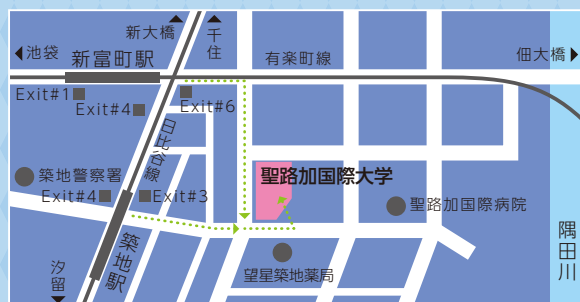 新大橋
千住
池袋
新富町駅
有楽町線
佃大橋
Exit#1
Exit#4
Exit#6
日比谷線
築地警察署
聖路加国際大学
Exit#4
Exit#3
聖路加国際病院
築地駅
隅田川
汐留
望星築地薬局